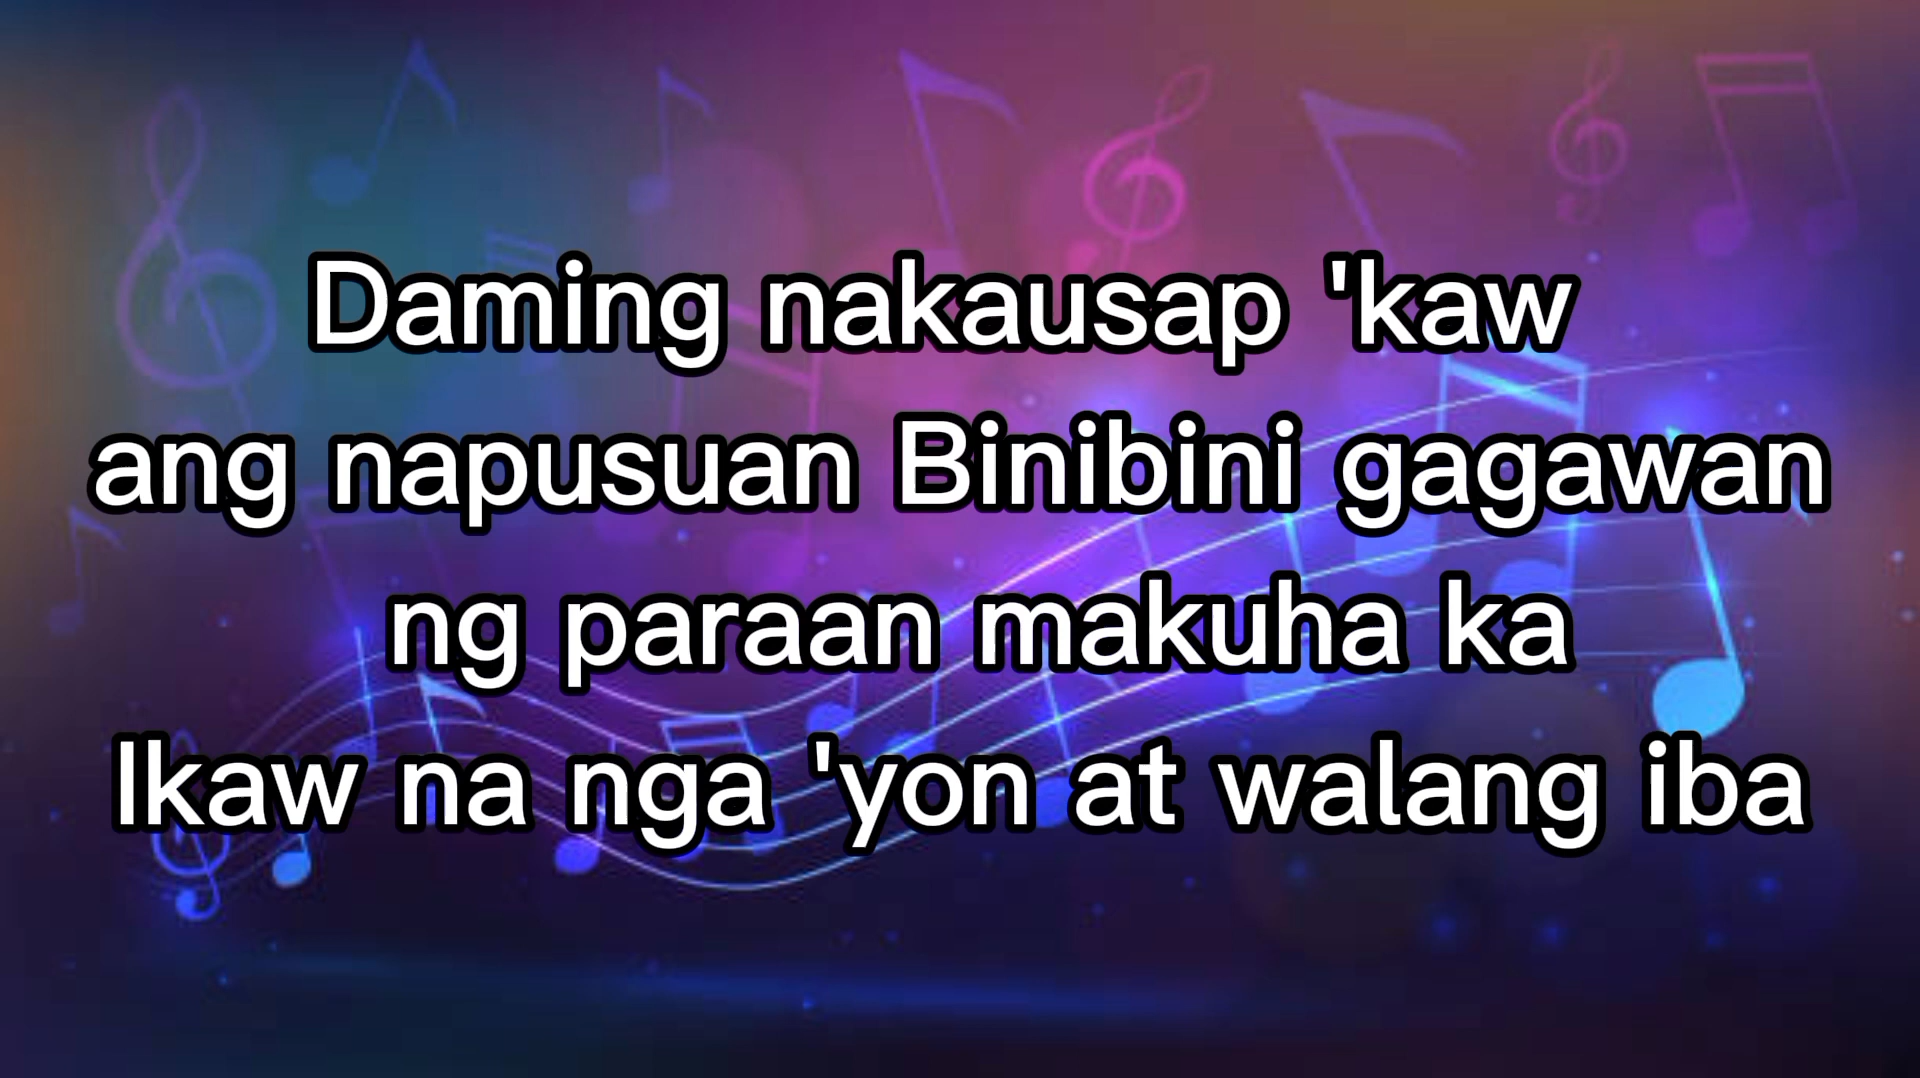 Daming nakausap 'kaw
ang napusuan Binibini gagawan
ng paraan makuha ka
Ikaw na nga 'yon at walang iba